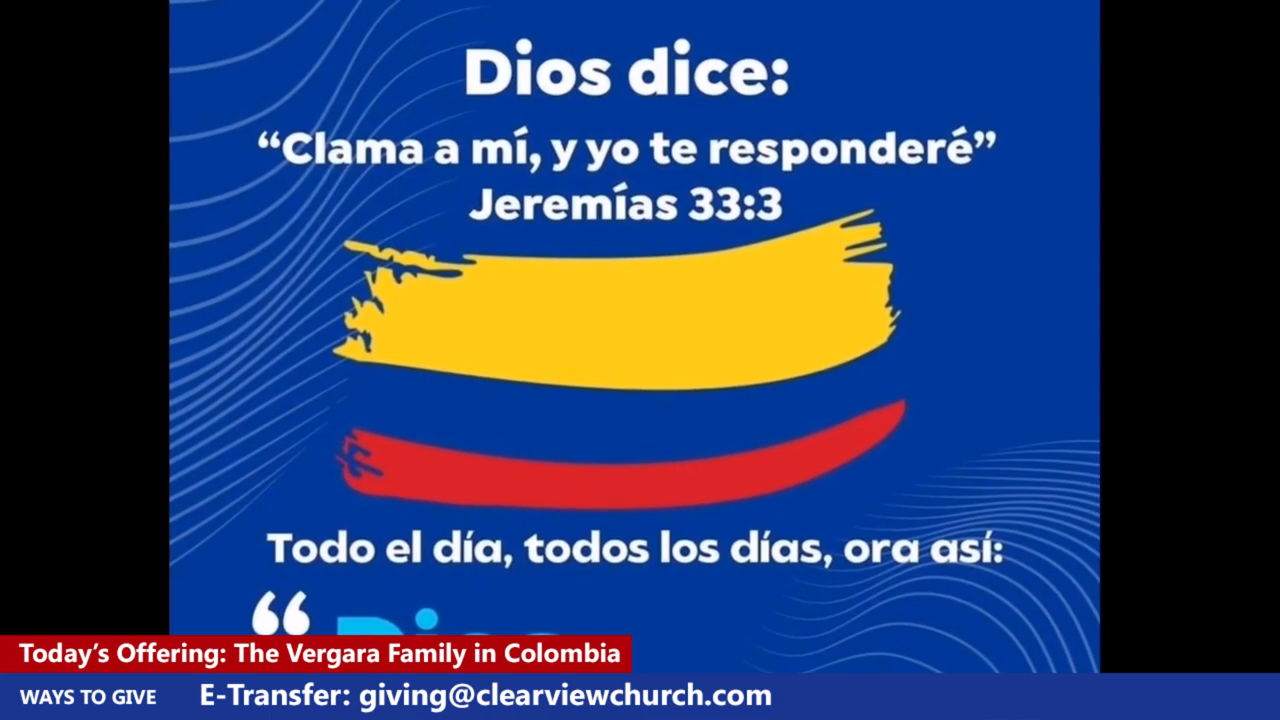 Dios dice:
“Clama a mí, y yo te responderé”
Jeremías 33:3
Todo el día, todos los días, ora así:
“
Today’s Offering: The Vergara Family in Colombia
WAYS TO GIVE E-Transfer: giving@clearviewchurch.com